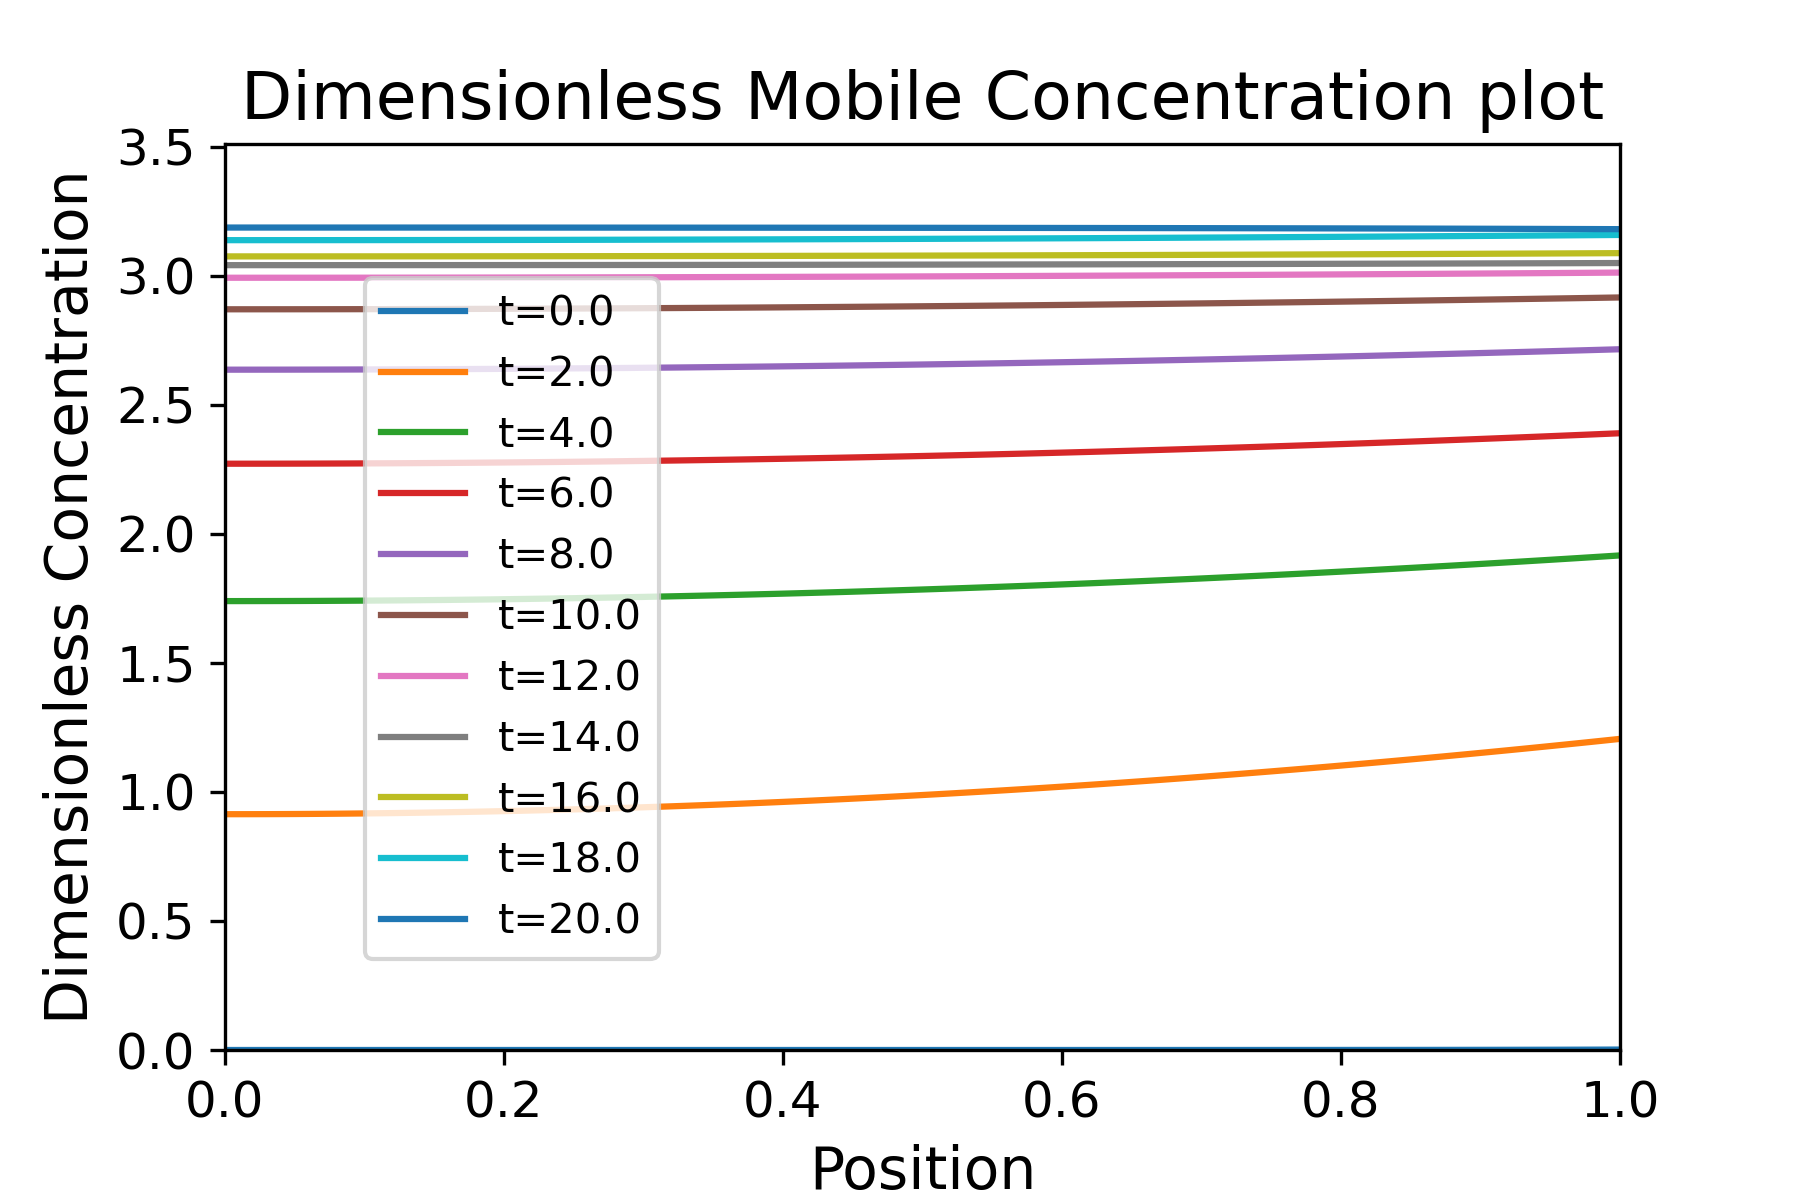 Dimensionless Mobile Concentration plot
Dimensionless Concentration
3.5
3.0
2.5
2.0
1.5
1.0
0.5
0.0
t=0.0
t=2.0
t=4.0
t=6.0
t=8.0
t=10.0
t=12.0
t=14.0
t=16.0
t=18.0
t=20.0
0.0 0.2 0.4 0.6 0.8 1.0
Position